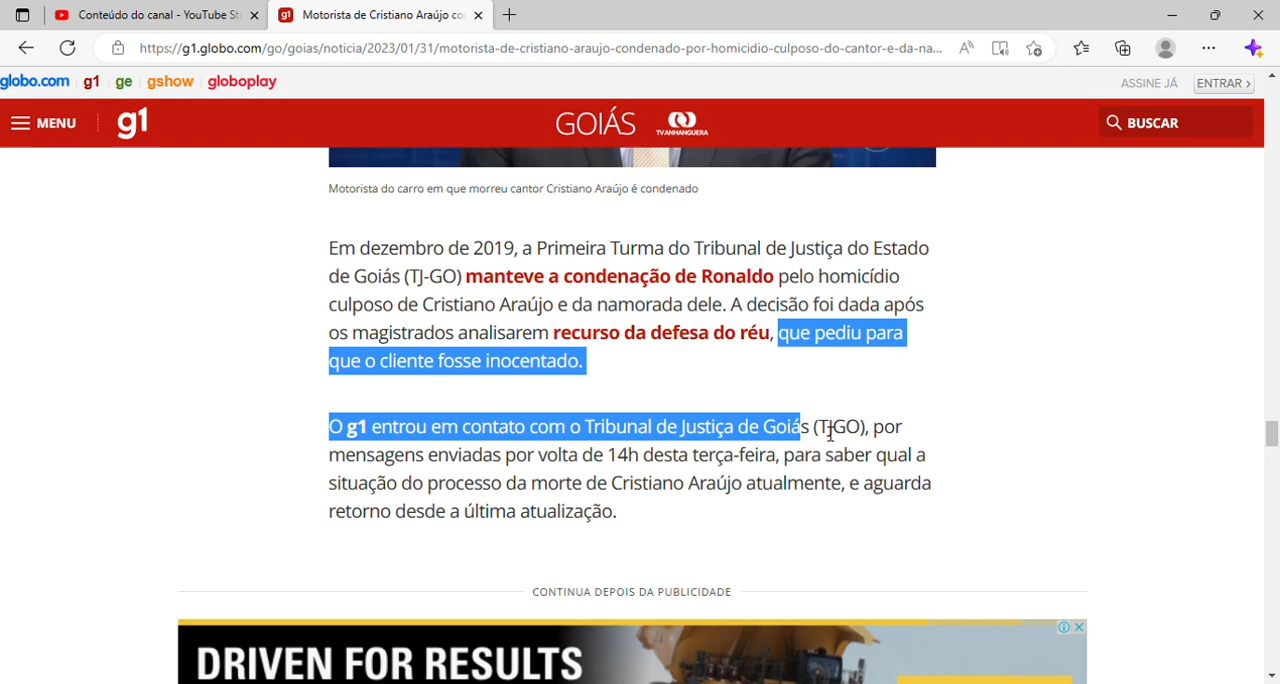 Conteúdo do canal - YouTube St
Motorista de Cristiano Araújo co
https://g1.globo.com/go/goias/noticia/2023/01/31/motorista-de-cristiano-araujo-condenado-por-homicidio-culposo-do-cantor-e-da-na...
globo.com g1 ge gshow globoplay
ASSINE JÁ ENTRAR ›
MENU g1 GOIÁS TV ANHANGUERA BUSCAR
Motorista do carro em que morreu cantor Cristiano Araújo é condenado
Em dezembro de 2019, a Primeira Turma do Tribunal de Justiça do Estado
de Goiás (TJ-GO) manteve a condenação de Ronaldo pelo homicídio
culposo de Cristiano Araújo e da namorada dele. A decisão foi dada após
os magistrados analisarem recurso da defesa do réu, que pediu para
que o cliente fosse inocentado.
O g1 entrou em contato com o Tribunal de Justiça de Goiás (TJGO), por
mensagens enviadas por volta de 14h desta terça-feira, para saber qual a
situação do processo da morte de Cristiano Araújo atualmente, e aguarda
retorno desde a última atualização.
CONTINUA DEPOIS DA PUBLICIDADE
DRIVEN FOR RESULTS